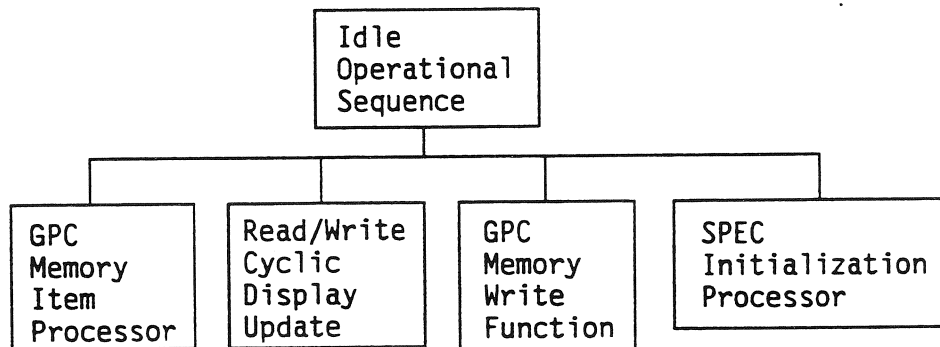 Idle
Operational
Sequence
GPC
Memory
Item
Processor
Read/Write
Cyclic
Display
Update
GPC
Memory
Write
Function
SPEC
Initialization
Processor